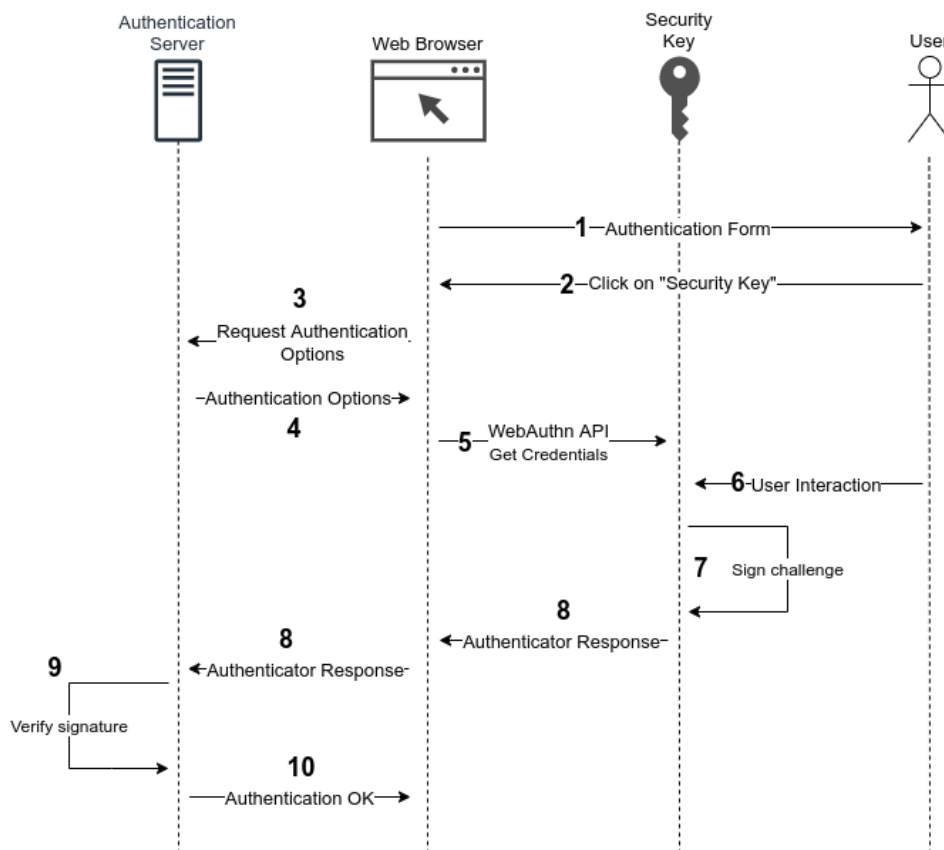 Authentication
Server
Web Browser
Security
Key
User
1 Authentication Form
2 Click on "Security Key"
3
Request Authentication
Options
Authentication Options
4
5 WebAuthn API
Get Credentials
6 User Interaction
7 Sign challenge
8
Authenticator Response
8
Authenticator Response
9
Verify signature
10
Authentication OK